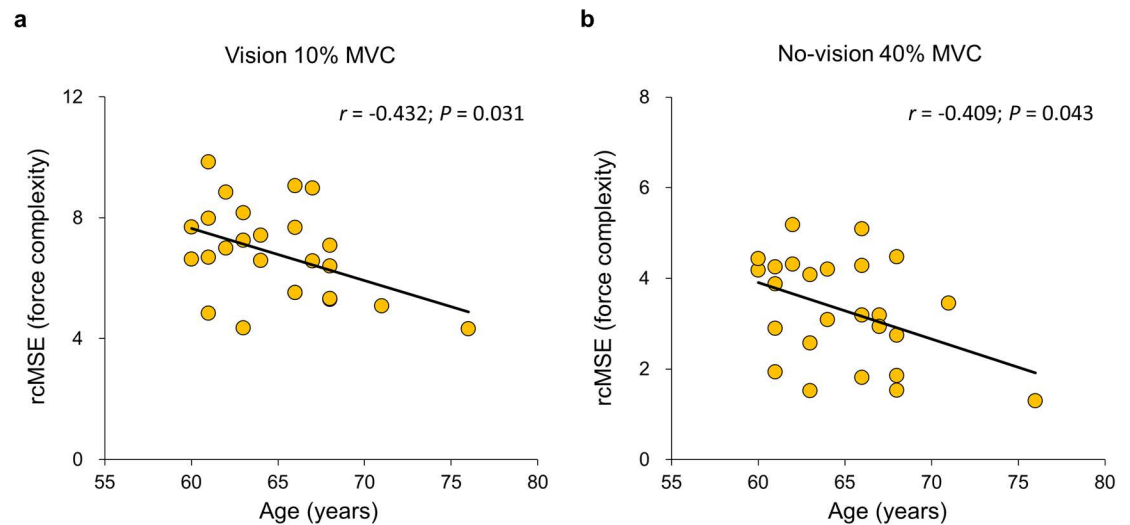 a
Vision 10% MVC
r = -0.432; P = 0.031
rcMSE (force complexity)
12
8
4
0
55
60
65
70
75
80
Age (years)
b
No-vision 40% MVC
r = -0.409; P = 0.043
rcMSE (force complexity)
8
6
4
2
0
55
60
65
70
75
80
Age (years)